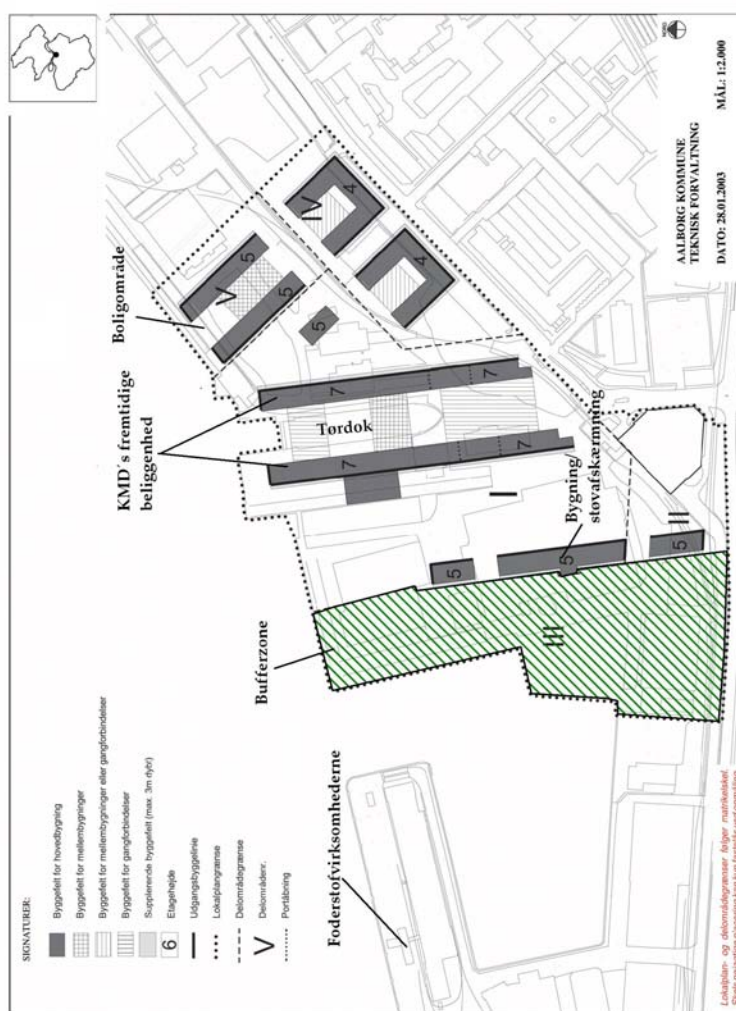 SIGNATURER:
Byggefelt for hovedbygning
Byggefelt for mellembygninger
Byggefelt for mellembygninger eller gangforbindelser
Byggefelt for gangforbindelser
Supplerende byggefelt (max. 3m dybt)
6 Etagehøjde
Udgangsbyggelinie
Lokalplangrænse
Delområdegrænse
V Delområdenr.
Portåbning
Foderstofvirksomhederne
Bufferzone
KMD´s fremtidige
beliggenhed
Boligområde
Tørdok
Bygning
støvafskærmning
I
II
III
IV
V
7
7
7
7
5
5
5
5
5
5
4
4
NORD
AALBORG KOMMUNE
TEKNISK FORVALTNING
DATO: 28.01.2003
MÅL: 1:2.000
Lokalplan- og delområdegrænser følger matrikelskel.